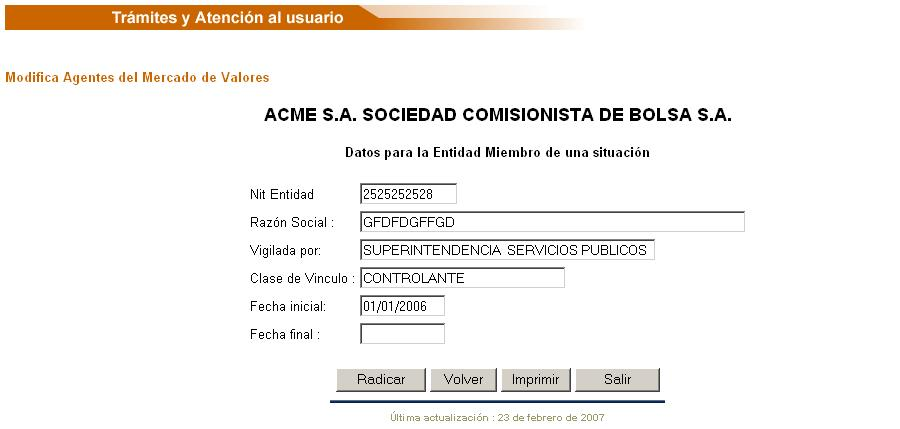 Trámites y Atención al usuario
Modifica Agentes del Mercado de Valores
ACME S.A. SOCIEDAD COMISIONISTA DE BOLSA S.A.
Datos para la Entidad Miembro de una situación
Nit Entidad 2525252528
Razón Social : GFDFDGFFGD
Vigilada por: SUPERINTENDENCIA SERVICIOS PUBLICOS
Clase de Vinculo : CONTROLANTE
Fecha inicial: 01/01/2006
Fecha final :
Radicar Volver Imprimir Salir
Última actualización : 23 de febrero de 2007